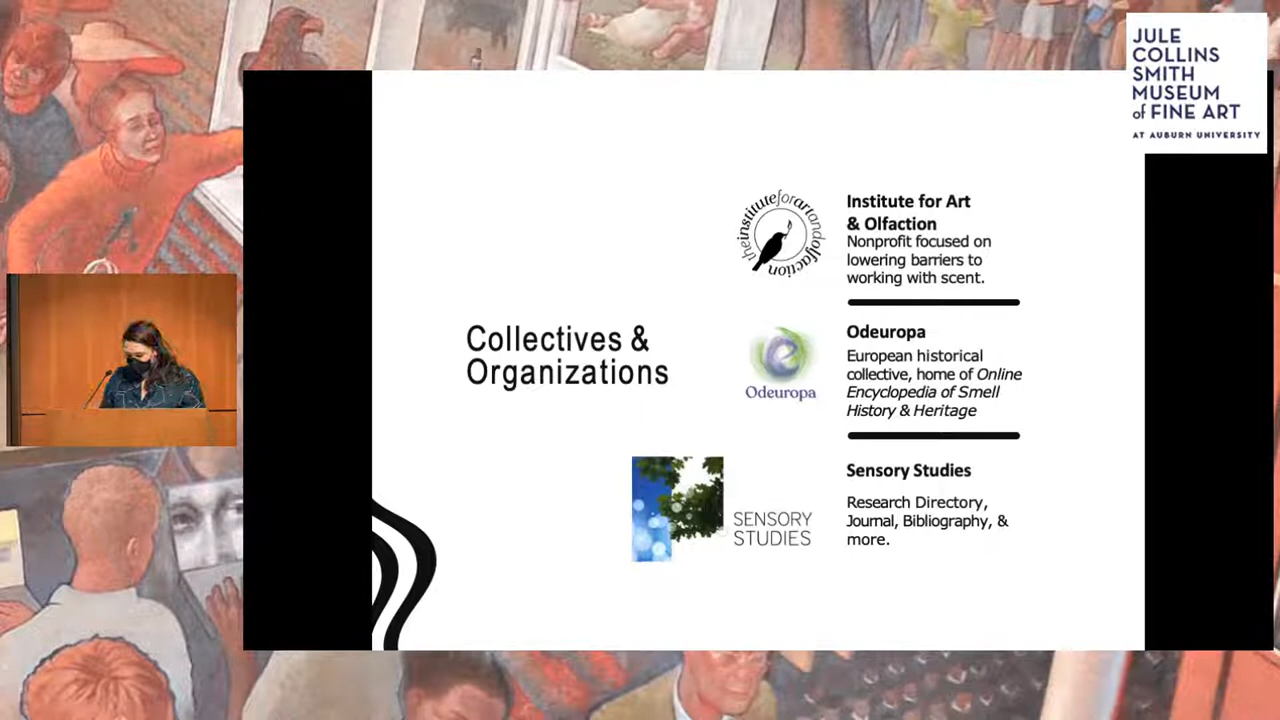 JULE
COLLINS
SMITH
MUSEUM
of FINE ART
AT AUBURN UNIVERSITY
Collectives &
Organizations
theinstituteforartandolfaction
Institute for Art
& Olfaction
Nonprofit focused on
lowering barriers to
working with scent.
Odeuropa
Odeuropa
European historical
collective, home of Online
Encyclopedia of Smell
History & Heritage
SENSORY
STUDIES
Sensory Studies
Research Directory,
Journal, Bibliography, &
more.